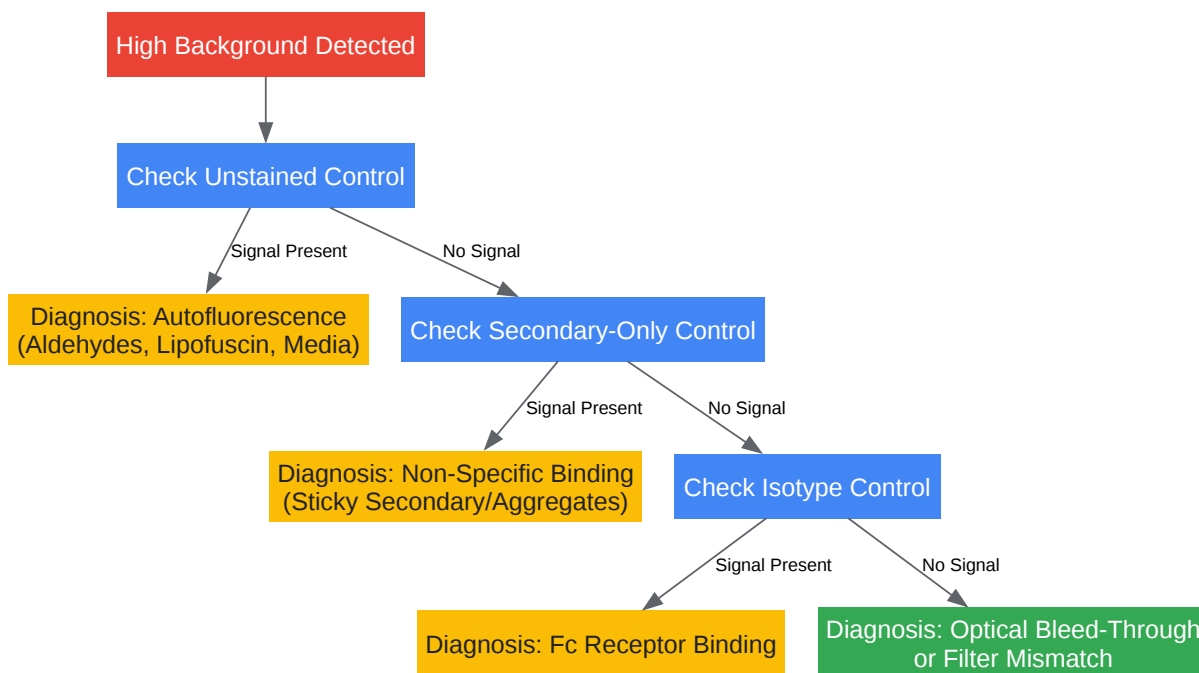 High Background Detected
Check Unstained Control
Signal Present
No Signal
Diagnosis: Autofluorescence
(Aldehydes, Lipofuscin, Media)
Check Secondary-Only Control
Signal Present
No Signal
Diagnosis: Non-Specific Binding
(Sticky Secondary/Aggregates)
Check Isotype Control
Signal Present
No Signal
Diagnosis: Fc Receptor Binding
Diagnosis: Optical Bleed-Through
or Filter Mismatch